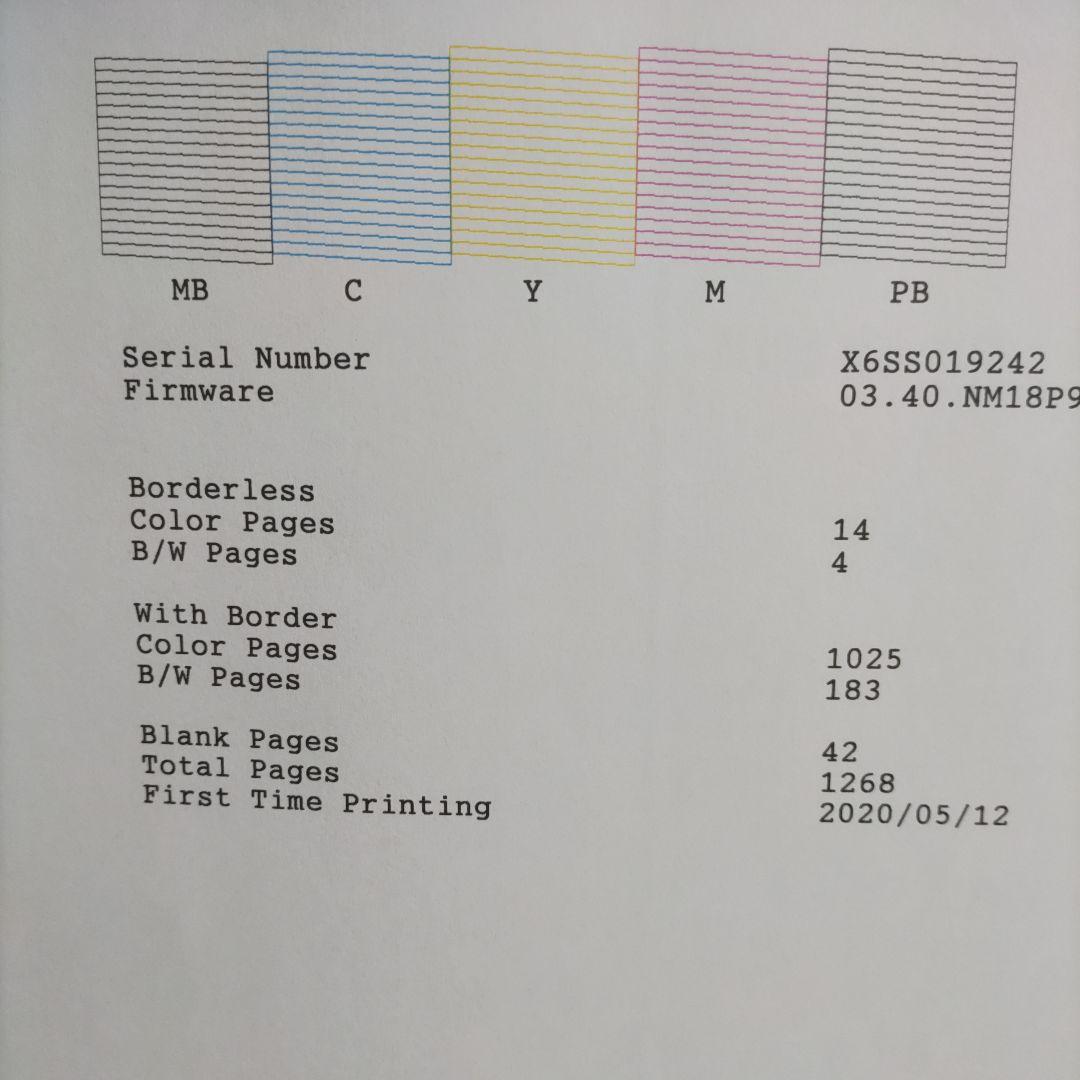 MB C Y M PB
Serial Number X6SS019242
Firmware 03.40.NM18P9
Borderless
Color Pages 14
B/W Pages 4
With Border
Color Pages 1025
B/W Pages 183
Blank Pages 42
Total Pages 1268
First Time Printing 2020/05/12